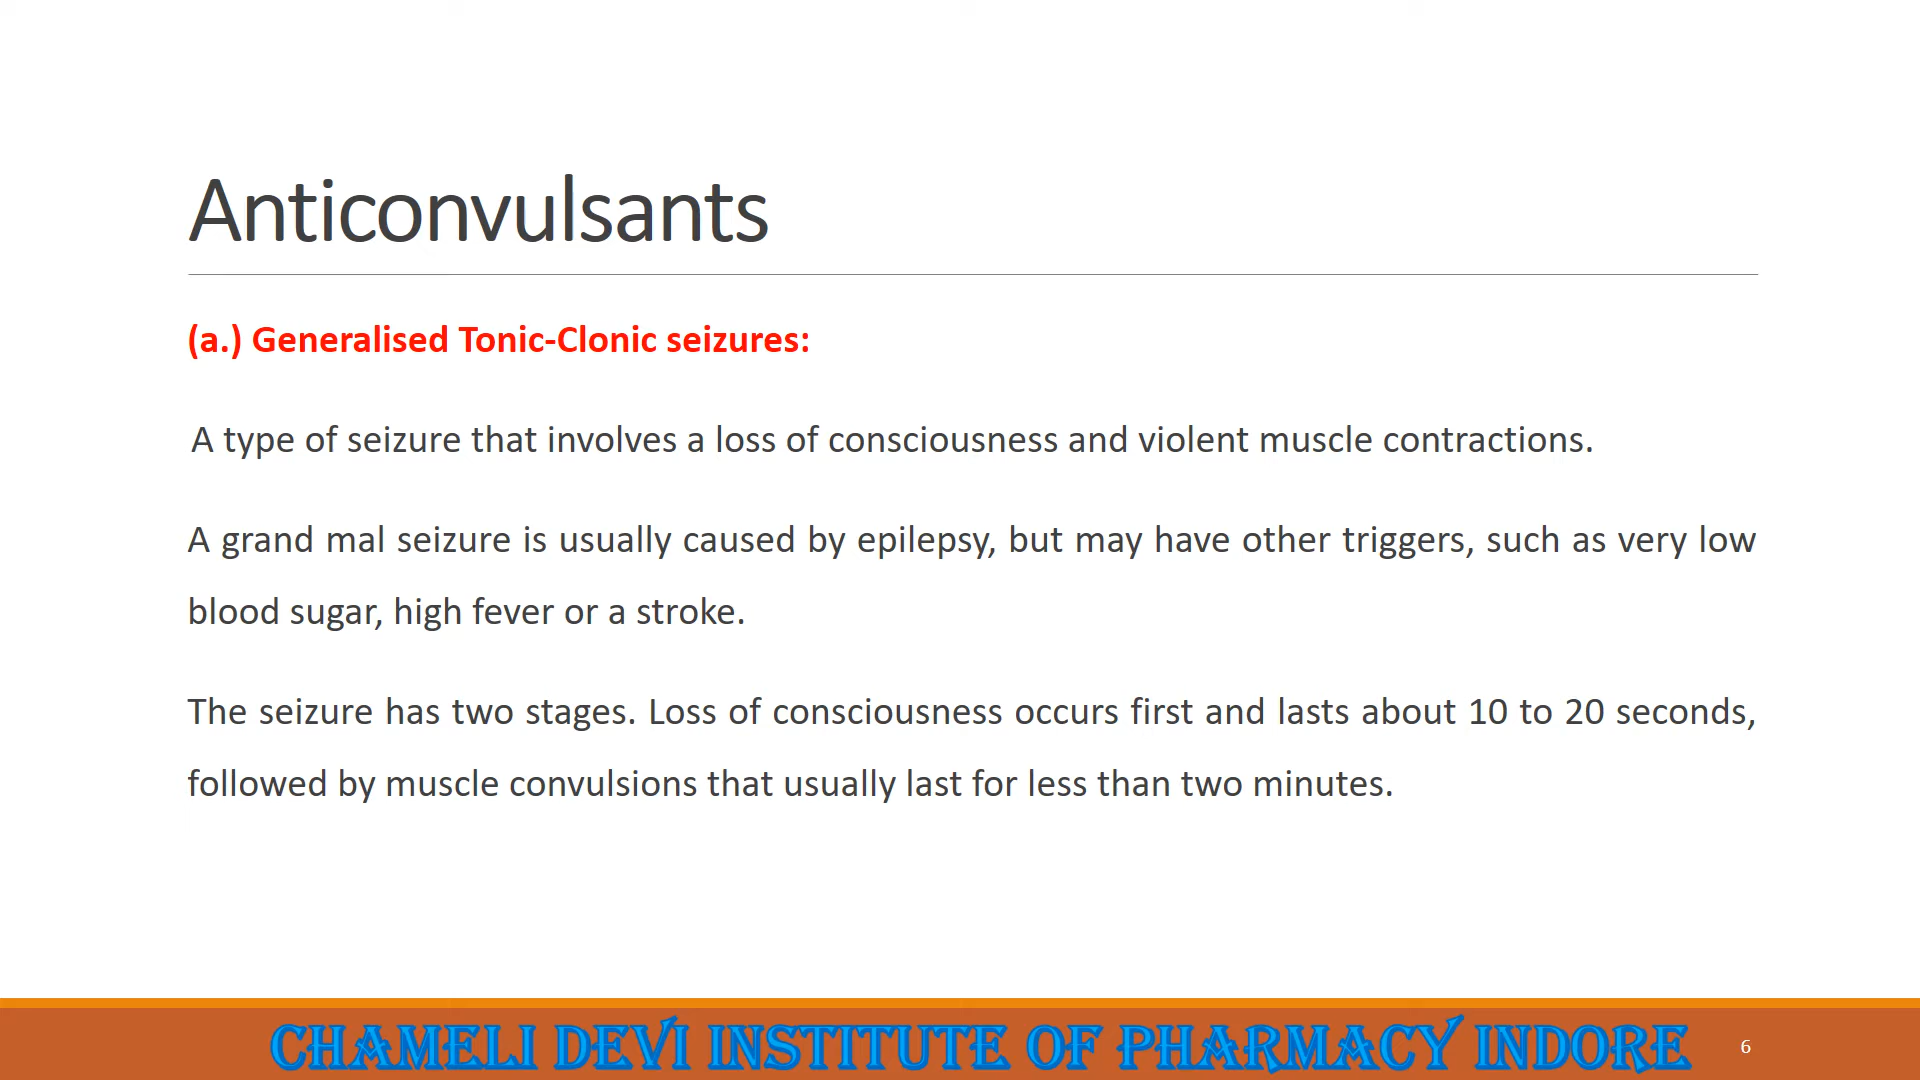 Anticonvulsants
(a.) Generalised Tonic-Clonic seizures:
A type of seizure that involves a loss of consciousness and violent muscle contractions.
A grand mal seizure is usually caused by epilepsy, but may have other triggers, such as very low
blood sugar, high fever or a stroke.
The seizure has two stages. Loss of consciousness occurs first and lasts about 10 to 20 seconds,
followed by muscle convulsions that usually last for less than two minutes.
CHAMELI DEVI INSTITUTE OF PHARMACY INDORE
6